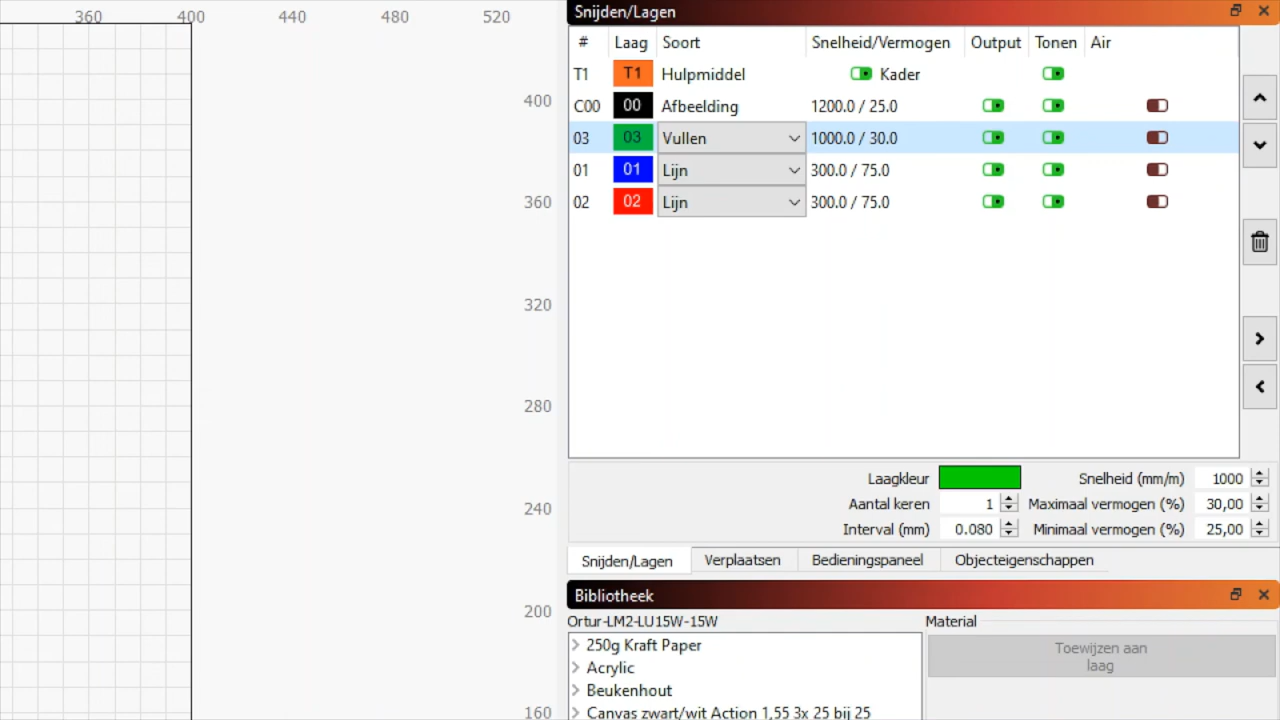 360 400 440 480 520
400
360
320
280
240
200
160
Snijden/Lagen
# Laag Soort Snelheid/Vermogen Output Tonen Air
T1 T1 Hulpmiddel Kader
C00 00 Afbeelding 1200.0 / 25.0
03 03 Vullen 1000.0 / 30.0
01 01 Lijn 300.0 / 75.0
02 02 Lijn 300.0 / 75.0
Laagkleur Snelheid (mm/m) 1000
Aantal keren 1 Maximaal vermogen (%) 30,00
Interval (mm) 0.080 Minimaal vermogen (%) 25,00
Snijden/Lagen Verplaatsen Bedieningspaneel Objecteigenschappen
Bibliotheek
Ortur-LM2-LU15W-15W Material
250g Kraft Paper
Acrylic
Beukenhout
Canvas zwart/wit Action 1,55 3x 25 bij 25
Toewijzen aan
laag